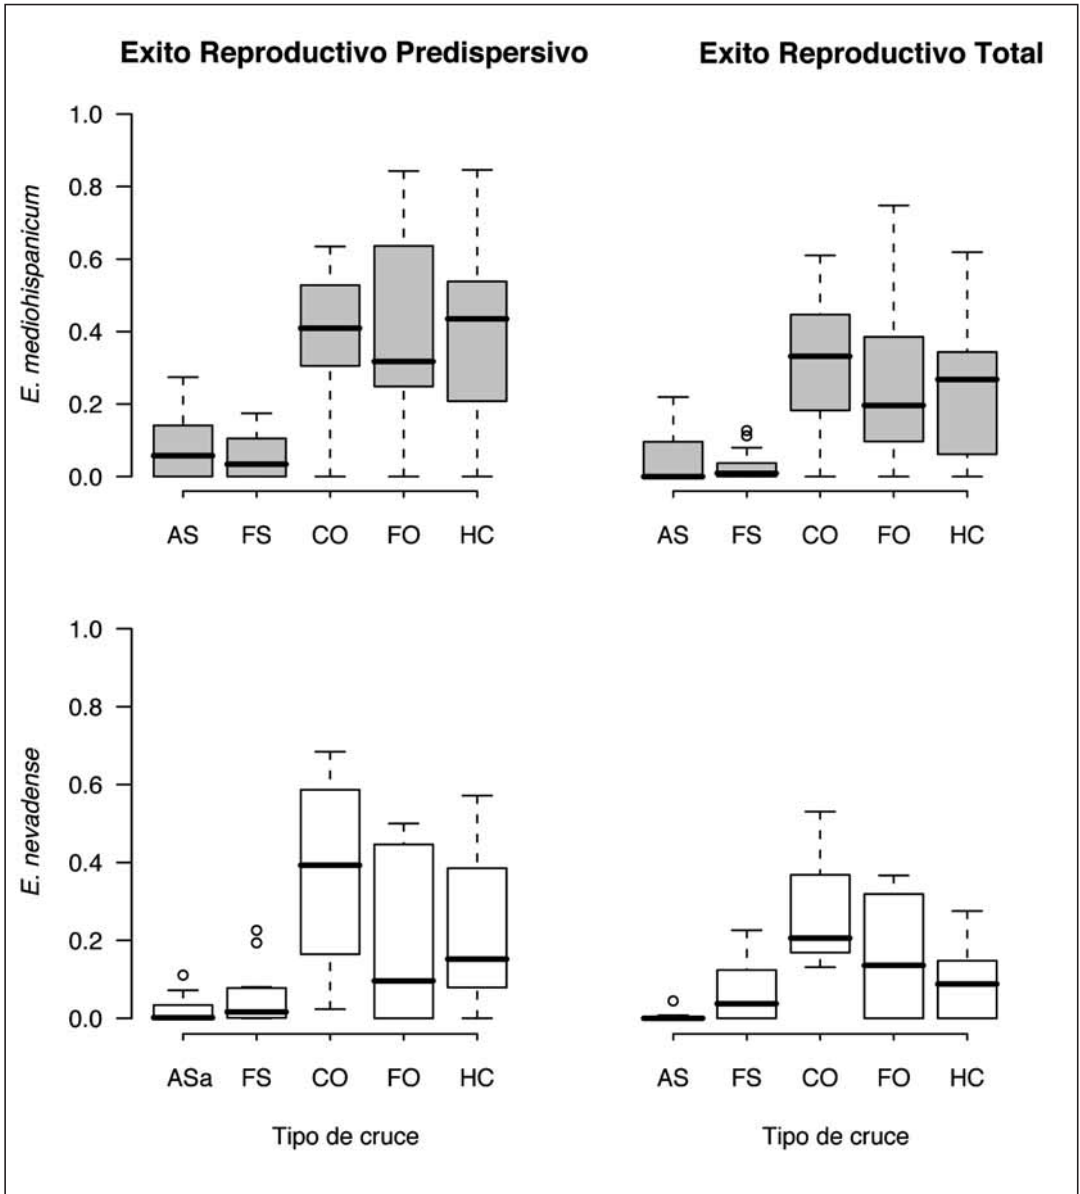 Exito Reproductivo Predispersivo
Exito Reproductivo Total
E. mediohispanicum
1.0
0.8
0.6
0.4
0.2
0.0
AS FS CO FO HC
AS FS CO FO HC
E. nevadense
1.0
0.8
0.6
0.4
0.2
0.0
ASa FS CO FO HC
AS FS CO FO HC
Tipo de cruce
Tipo de cruce